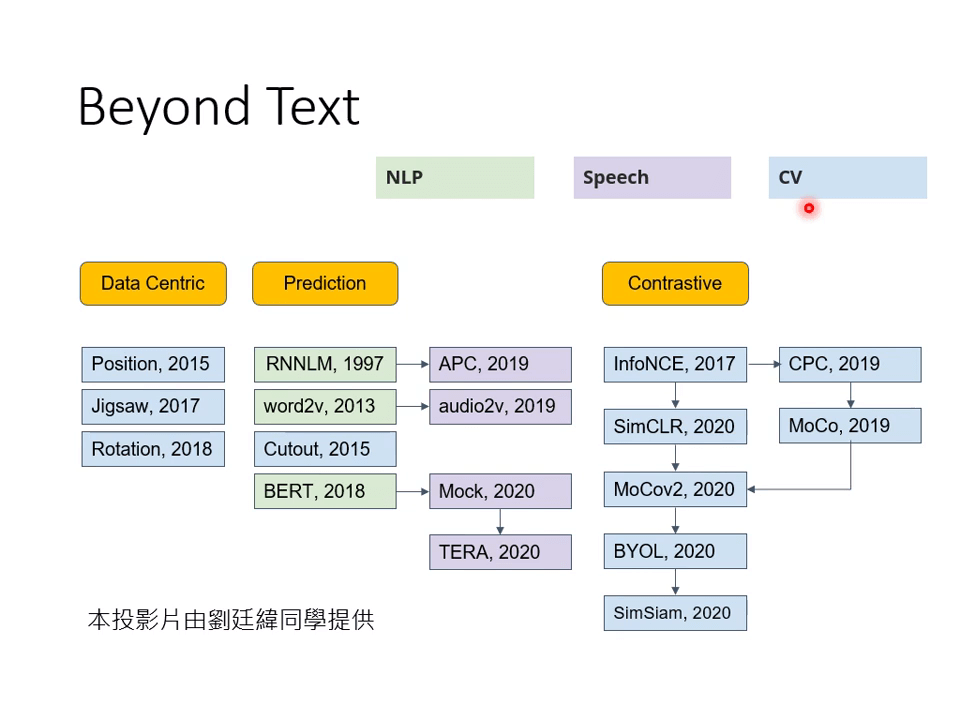 Beyond Text
NLP
Speech
CV
Data Centric
Prediction
Contrastive
Position, 2015
RNNLM, 1997
APC, 2019
InfoNCE, 2017
CPC, 2019
Jigsaw, 2017
word2v, 2013
audio2v, 2019
SimCLR, 2020
MoCo, 2019
Rotation, 2018
Cutout, 2015
BERT, 2018
Mock, 2020
MoCov2, 2020
TERA, 2020
BYOL, 2020
SimSiam, 2020
本投影片由劉廷緯同學提供